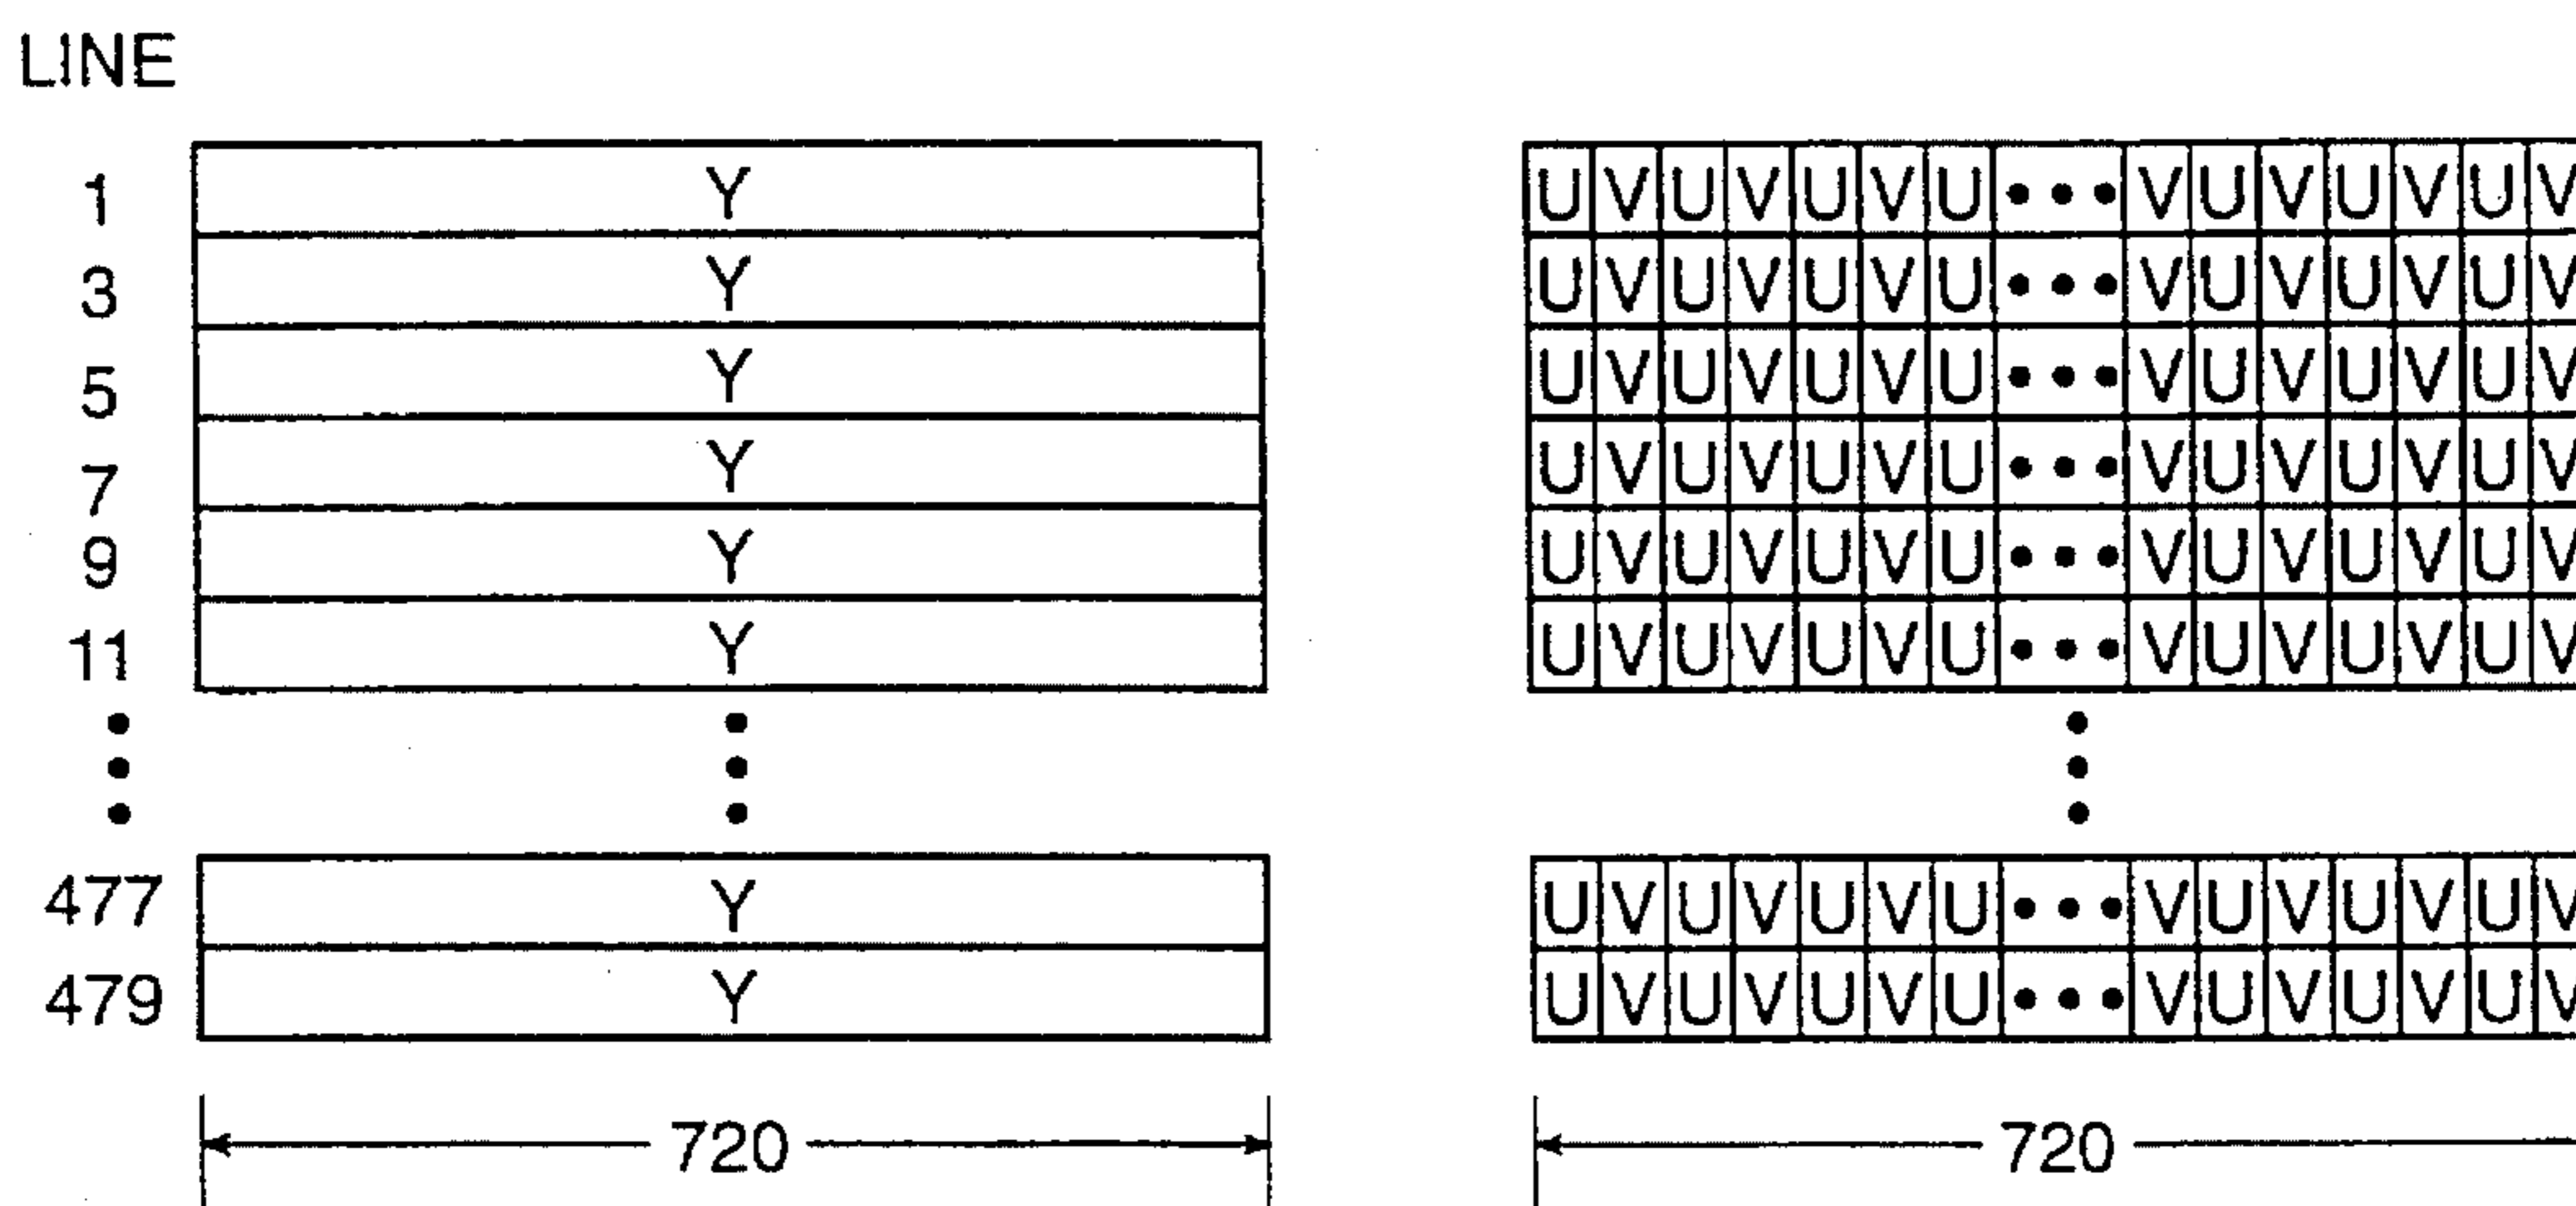 LINE
1 Y U V U V U V U • • • V U V U V U V
3 Y U V U V U V U • • • V U V U V U V
5 Y U V U V U V U • • • V U V U V U V
7 Y U V U V U V U • • • V U V U V U V
9 Y U V U V U V U • • • V U V U V U V
11 Y U V U V U V U • • • V U V U V U V
477 Y U V U V U V U • • • V U V U V U V
479 Y U V U V U V U • • • V U V U V U V
720 720